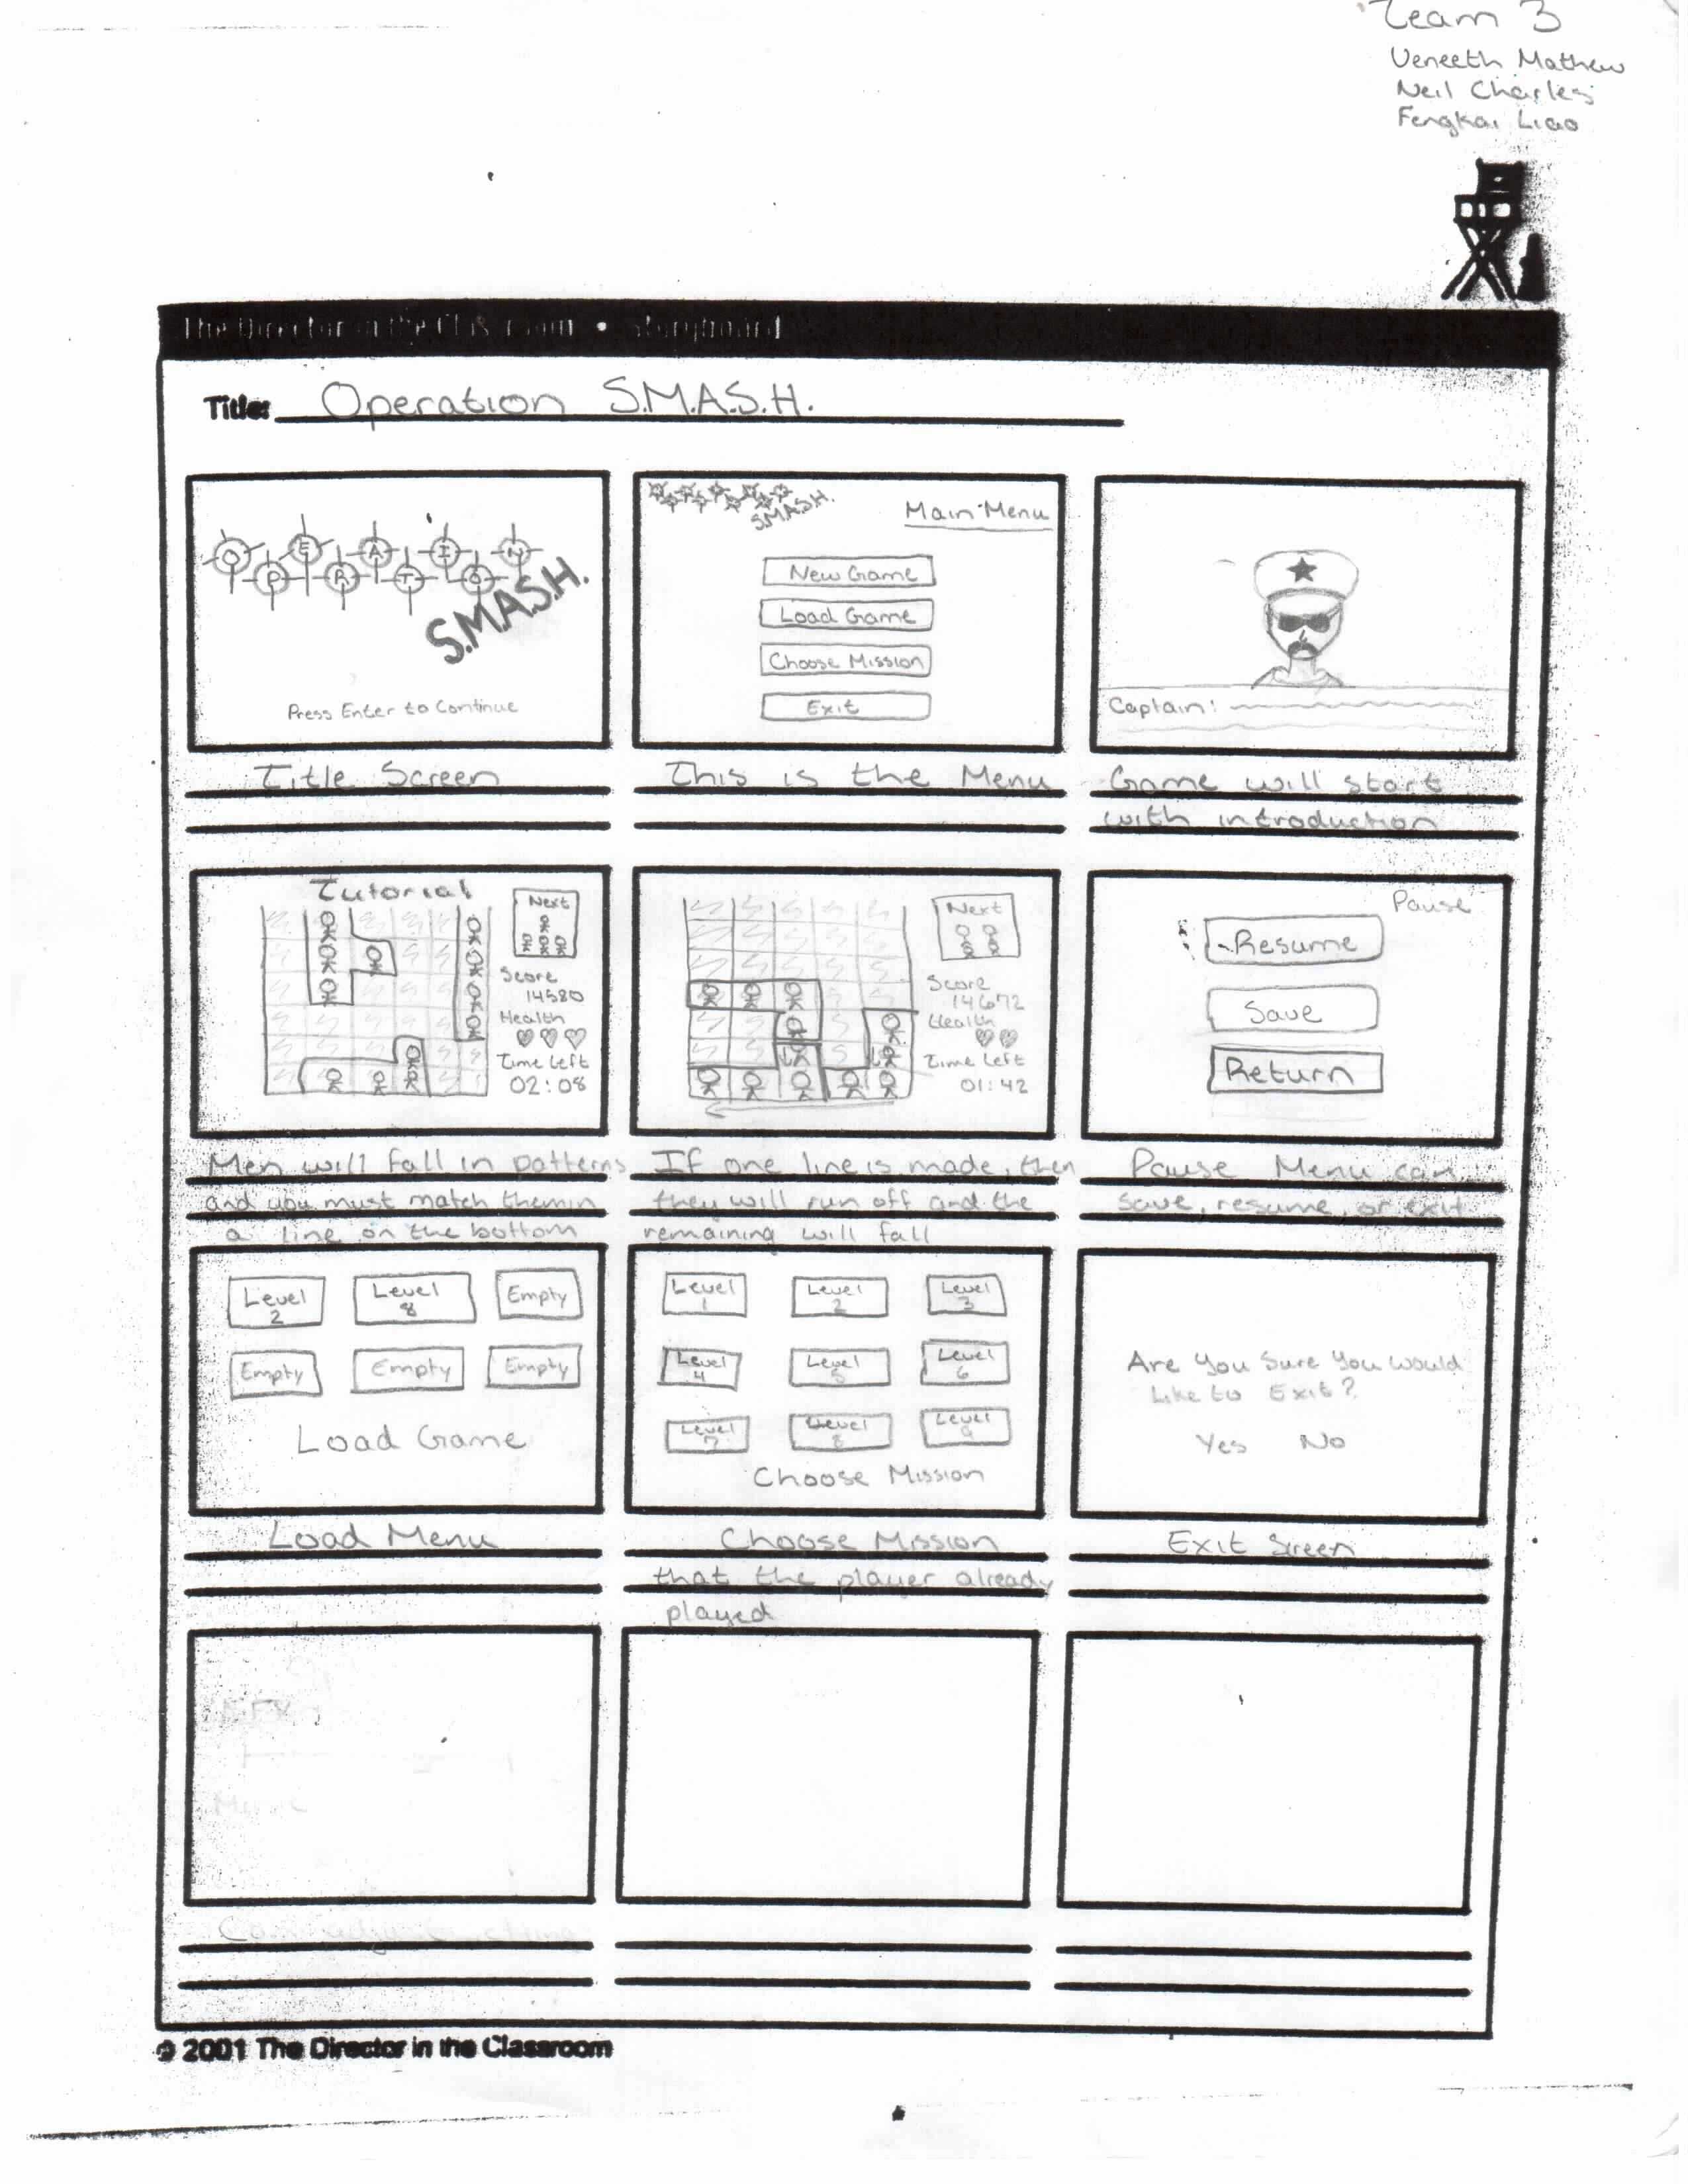 Team 3
Veneeth Mathew
Neil Charles
Fengkai Liao
The Director in the Classroom • Storyboard
Title: Operation S.M.A.S.H.
OPERATION
S.M.A.S.H.
Press Enter to Continue
Title Screen
S.M.A.S.H.
Main Menu
New Game
Load Game
Choose Mission
Exit
This is the Menu
Captain:
Game will start
with introduction
Tutorial
Next
Score
14580
Health
Time Left
02:08
Men will fall in patterns
and you must match them in
a line on the bottom
Next
Score
14672
Health
Time Left
01:42
If one line is made, then
they will run off and the
remaining will fall
Pause
Resume
Save
Return
Pause Menu can
save, resume, or exit
Level 2
Level 8
Empty
Empty
Empty
Empty
Load Game
Load Menu
Level 1
Level 2
Level 3
Level 4
Level 5
Level 6
Level 7
Level 8
Level 9
Choose Mission
Choose Mission
that the player already
played
Are You Sure You Would
Like to Exit?
Yes No
Exit Screen
© 2001 The Director in the Classroom